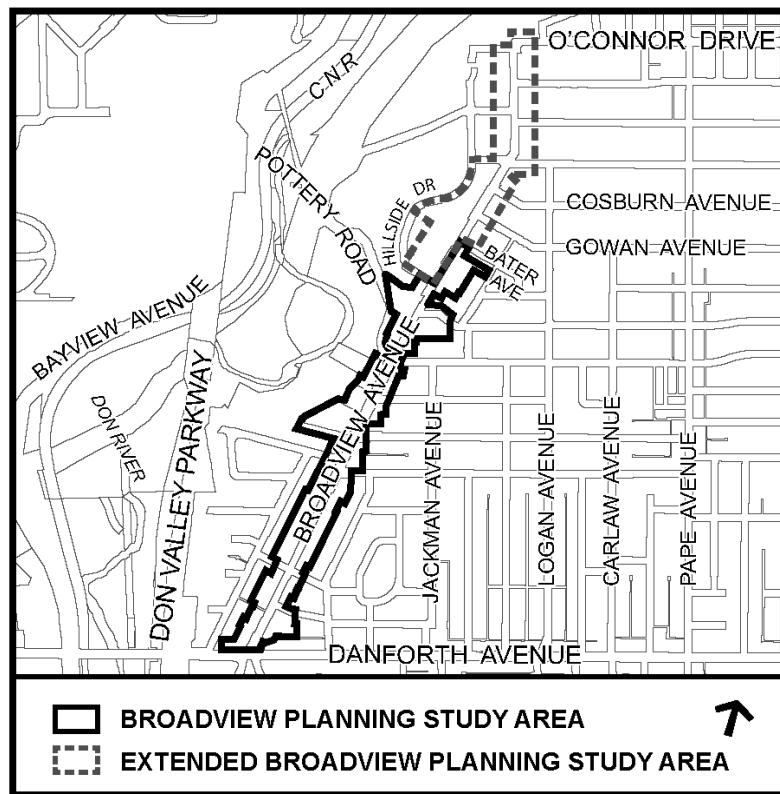 O'CONNOR DRIVE
C.N.R
POTTERY ROAD
HILLSIDE DR
COSBURN AVENUE
GOWAN AVENUE
BATER AVE
BAYVIEW AVENUE
DON VALLEY PARKWAY
DON RIVER
BROADVIEW AVENUE
JACKMAN AVENUE
LOGAN AVENUE
CARLAW AVENUE
PAPE AVENUE
DANFORTH AVENUE
BROADVIEW PLANNING STUDY AREA
EXTENDED BROADVIEW PLANNING STUDY AREA